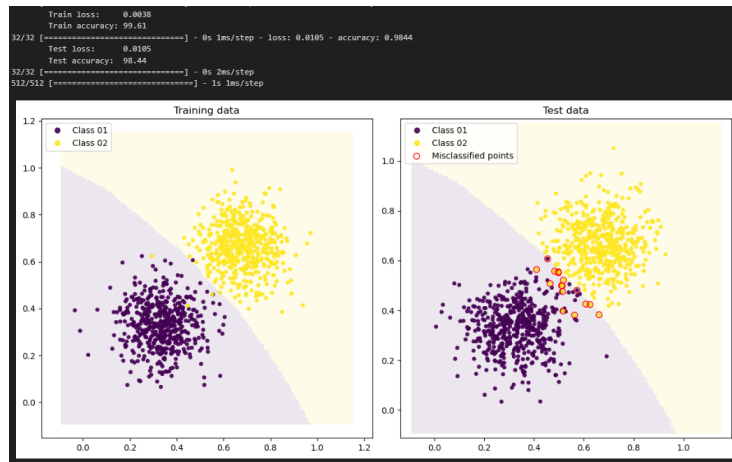 Train loss: 0.0038
Train accuracy: 99.61
32/32 [==============================] - 0s 1ms/step - loss: 0.0105 - accuracy: 0.9844
Test loss: 0.0105
Test accuracy: 98.44
32/32 [==============================] - 0s 2ms/step
512/512 [==============================] - 1s 1ms/step
Training data
Class 01
Class 02
1.2
1.0
0.8
0.6
0.4
0.2
0.0
0.0 0.2 0.4 0.6 0.8 1.0 1.2
Test data
Class 01
Class 02
Misclassified points
1.0
0.8
0.6
0.4
0.2
0.0
0.0 0.2 0.4 0.6 0.8 1.0